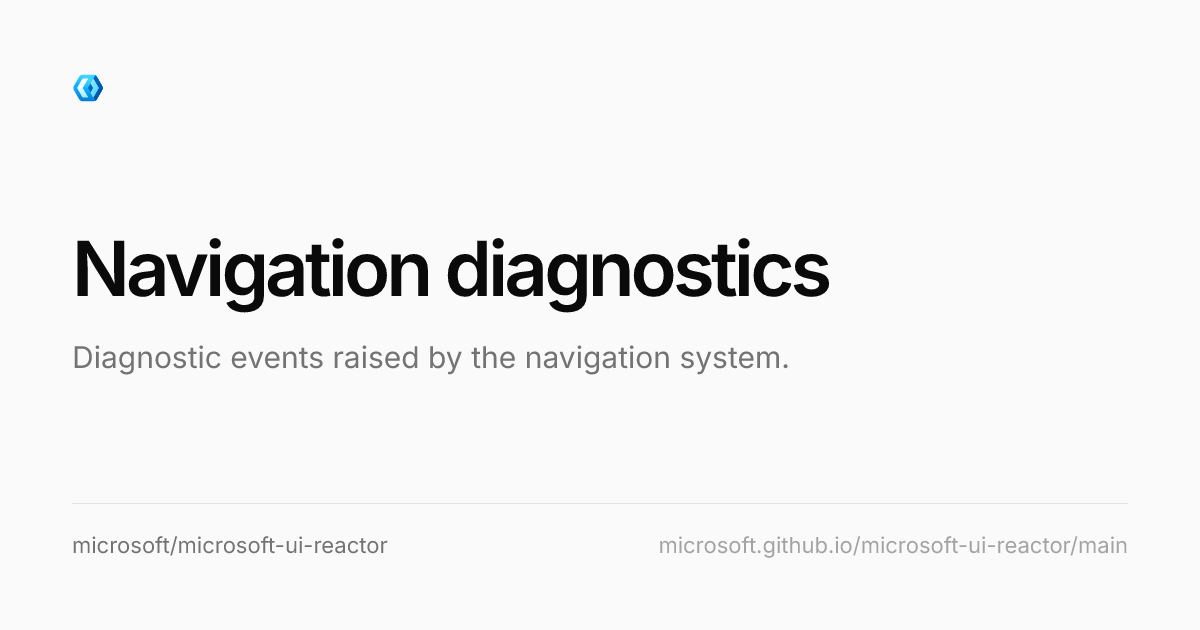 Navigation diagnostics
Diagnostic events raised by the navigation system.
microsoft/microsoft-ui-reactor
microsoft.github.io/microsoft-ui-reactor/main